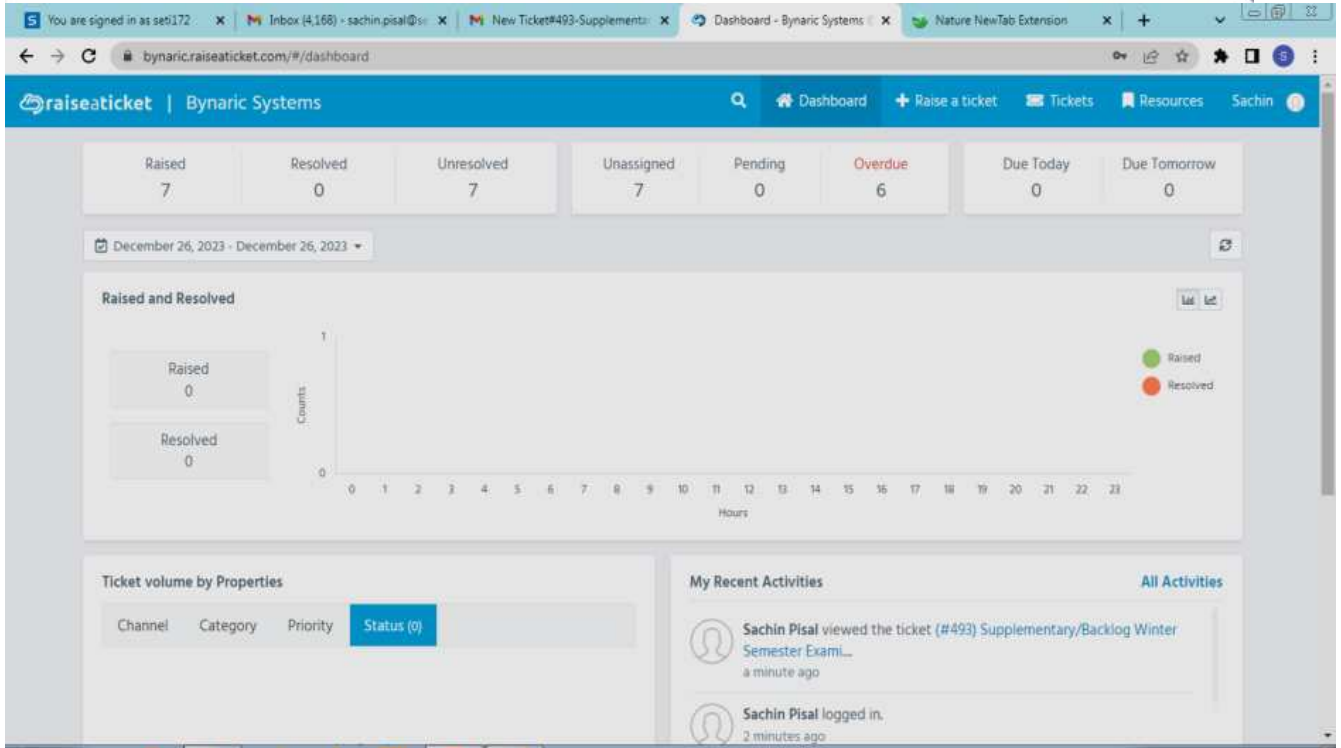 You are signed in as seti172
Inbox (4,168) - sachin.pisal@se
New Ticket#493-Supplementa
Dashboard - Bynaric Systems
Nature NewTab Extension
bynaric.raiseaticket.com/#/dashboard
S
raiseaticket | Bynaric Systems
Dashboard
Raise a ticket
Tickets
Resources
Sachin
Raised
Resolved
Unresolved
Unassigned
Pending
Overdue
Due Today
Due Tomorrow
7
0
7
7
0
6
0
0
December 26, 2023 - December 26, 2023
Raised and Resolved
Raised
0
Resolved
0
Counts
1
0
0 1 2 3 4 5 6 7 8 9 10 11 12 13 14 15 16 17 18 19 20 21 22 23
Hours
Raised
Resolved
Ticket volume by Properties
Channel
Category
Priority
Status (0)
My Recent Activities
All Activities
Sachin Pisal viewed the ticket (#493) Supplementary/Backlog Winter
Semester Exami...
a minute ago
Sachin Pisal logged in.
2 minutes ago